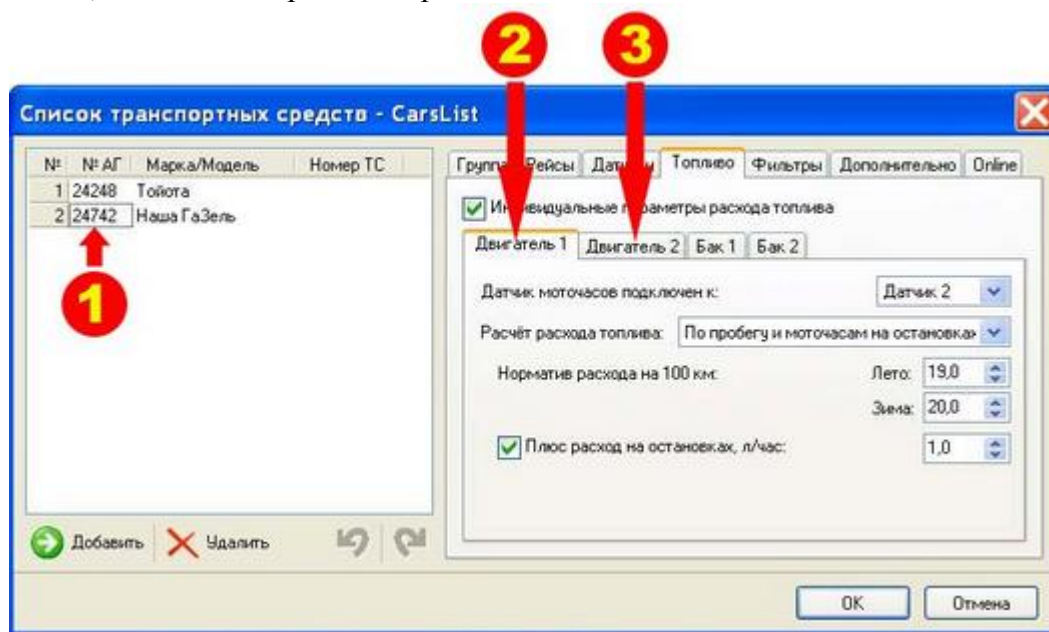 2 3
Список транспортных средств - CarsList
№ № АГ Марка/Модель Номер ТС
1 24248 Тойота
2 24742 Наша ГаЗель
1
Рейсы Топливо Фильтры Дополнительно Online
Индивидуальные параметры расхода топлива
Двигатель 1 Двигатель 2 Бак 1 Бак 2
Датчик моточасов подключен к: Датчик 2
Расчёт расхода топлива: По пробегу и моточасам на остановках
Норматив расхода на 100 км: Лето: 19,0
Зима: 20,0
Плюс расход на остановках, л/час: 1,0
Добавить Удалить
OK Отмена